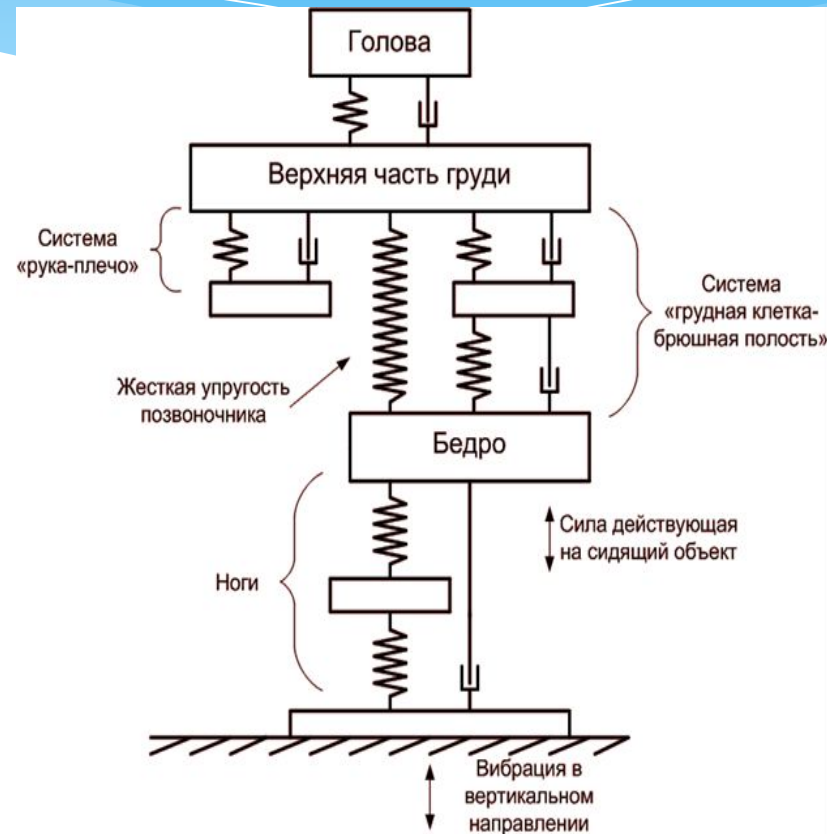 Голова
Верхняя часть груди
Система
«рука-плечо»
Система
«грудная клетка-
брюшная полость»
Жесткая упругость
позвоночника
Бедро
Сила действующая
на сидящий объект
Ноги
Вибрация в
вертикальном
направлении